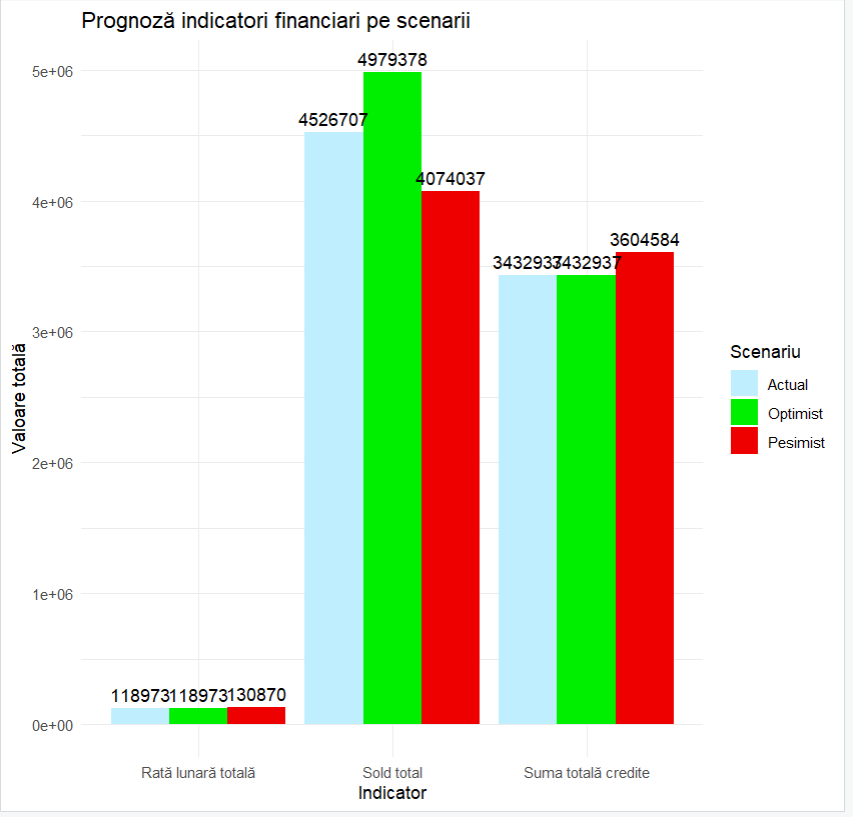 Prognoză indicatori financiari pe scenarii
Valoare totală
5e+06
4e+06
3e+06
2e+06
1e+06
0e+00
118973
118973
130870
4526707
4979378
4074037
3432937
3432937
3604584
Rată lunară totală
Sold total
Suma totală credite
Indicator
Scenariu
Actual
Optimist
Pesimist